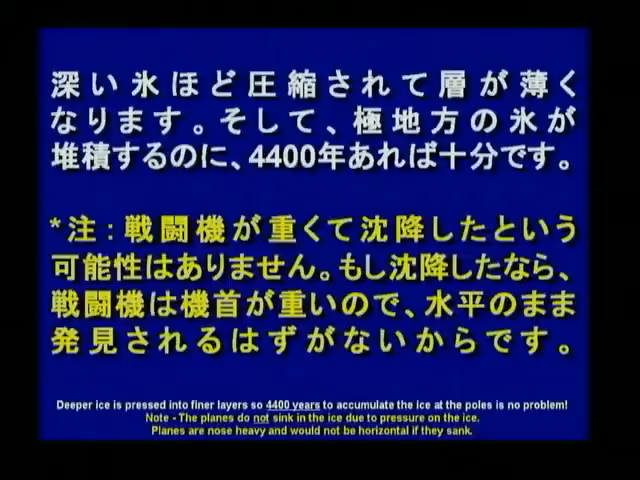 深い氷ほど圧縮されて層が薄く
なります。そして、極地方の氷が
堆積するのに、4400年あれば十分です。
*注：戦闘機が重くて沈降したという
可能性はありません。もし沈降したなら、
戦闘機は機首が重いので、水平のまま
発見されるはずがないからです。
Deeper ice is pressed into finer layers so 4400 years to accumulate the ice at the poles is no problem!
Note - The planes do not sink in the ice due to pressure on the ice.
Planes are nose heavy and would not be horizontal if they sank.